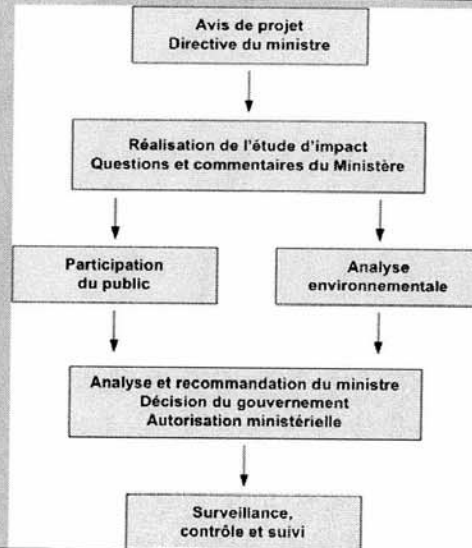 Avis de projet
Directive du ministre
Réalisation de l'étude d'impact
Questions et commentaires du Ministère
Participation
du public
Analyse
environnementale
Analyse et recommandation du ministre
Décision du gouvernement
Autorisation ministérielle
Surveillance,
contrôle et suivi